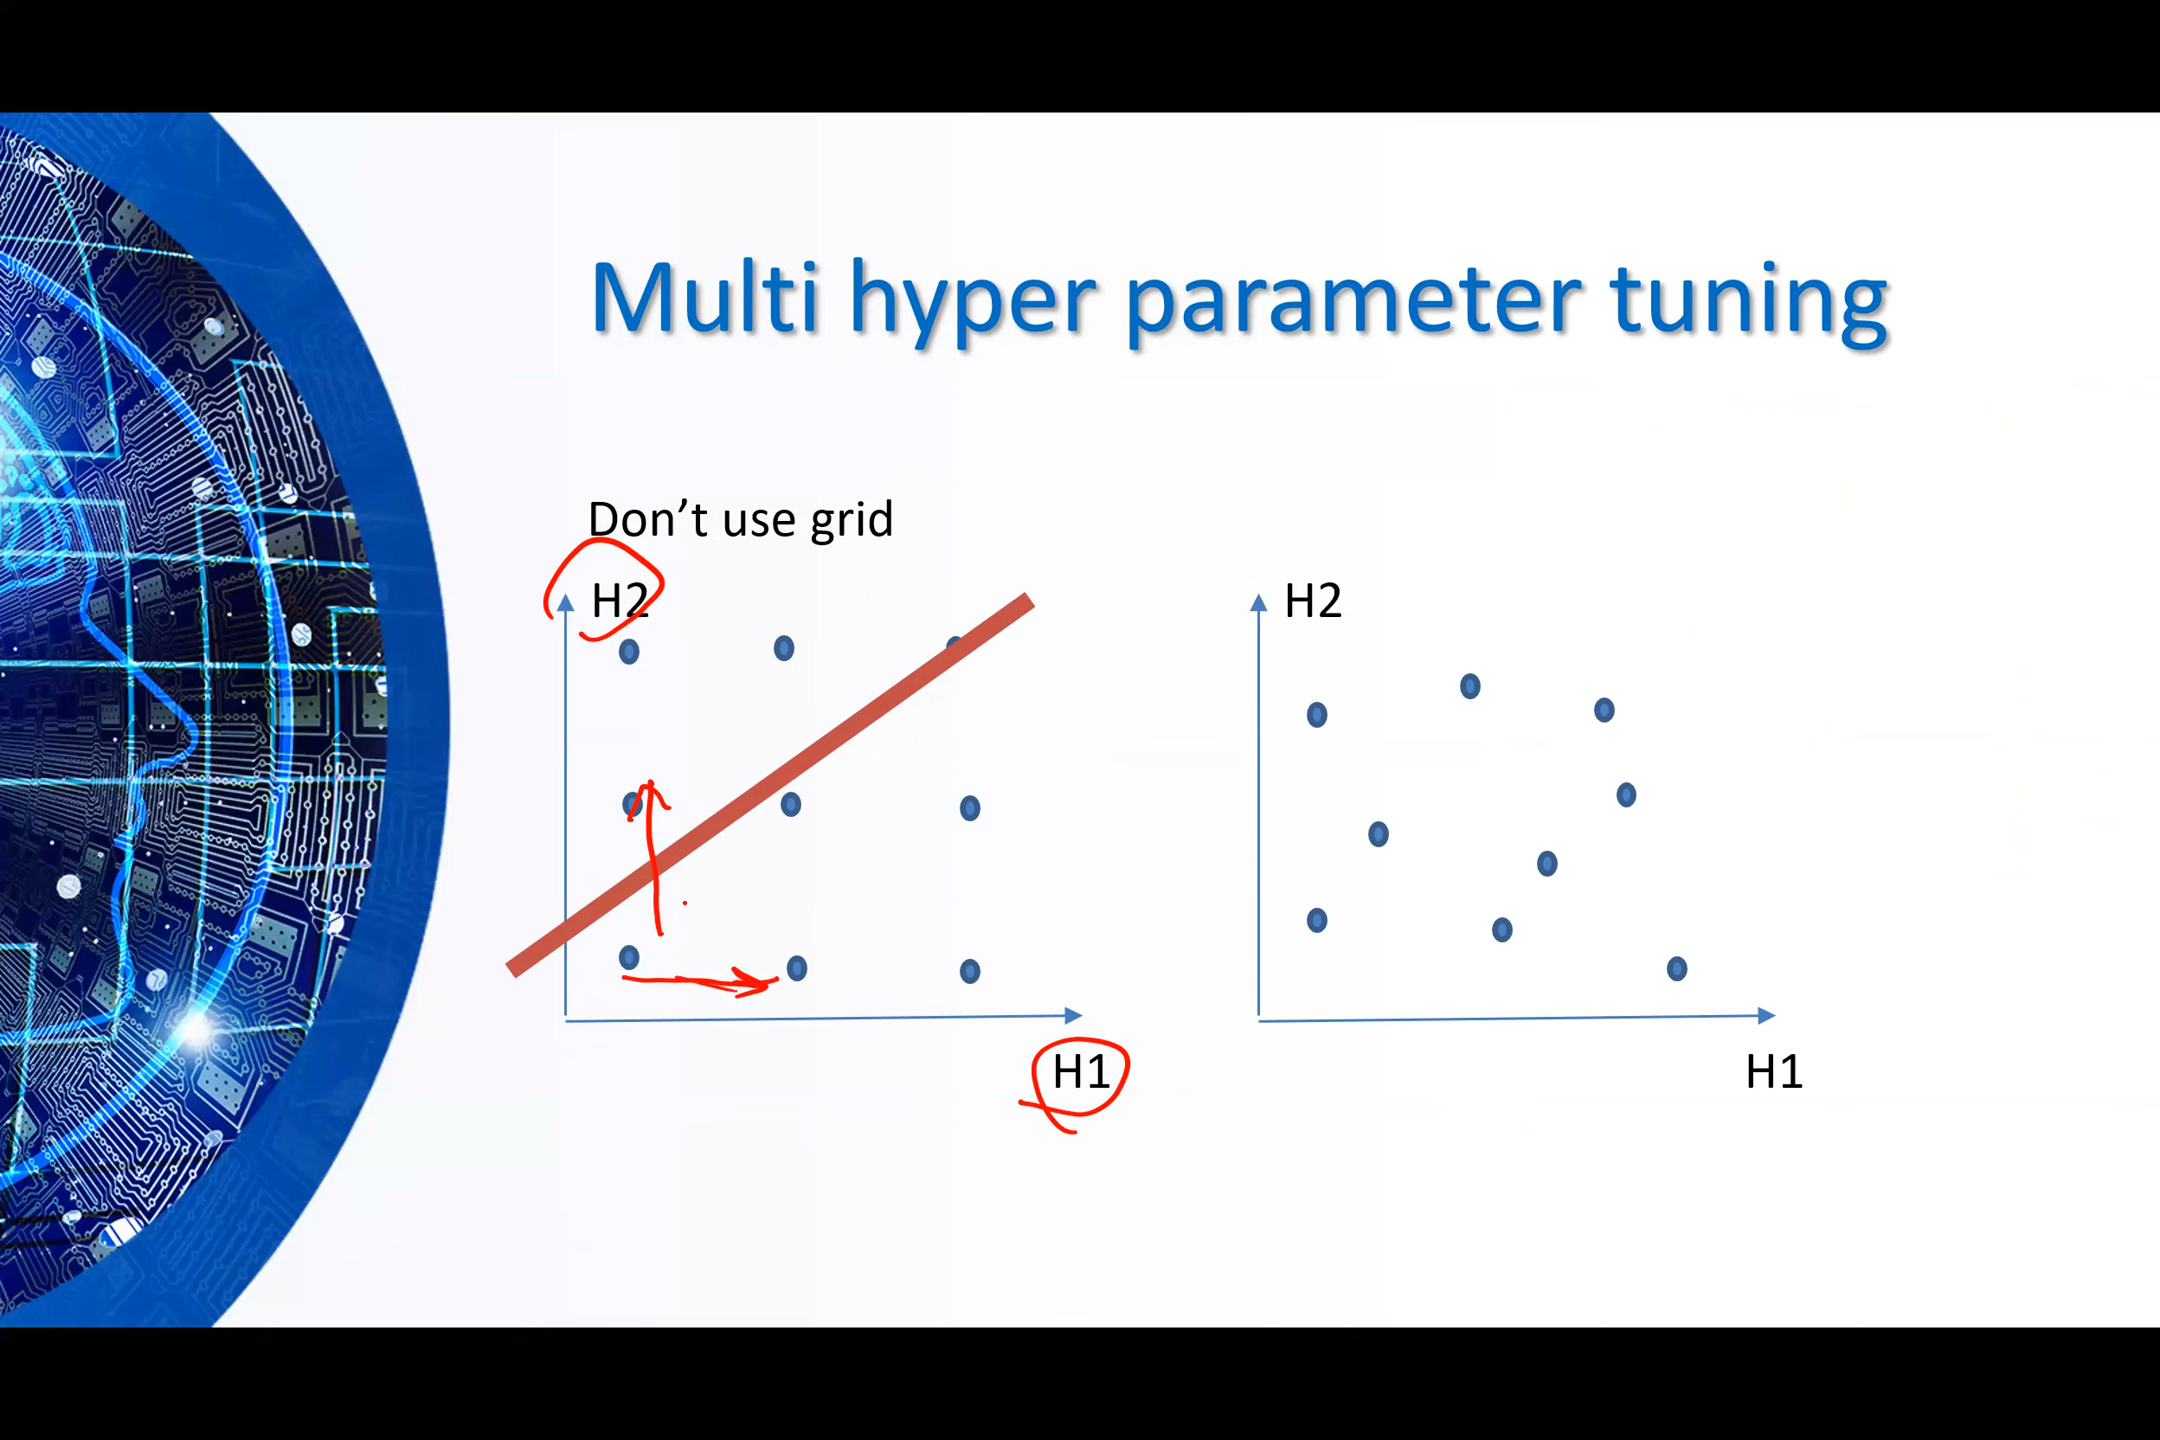 Multi hyper parameter tuning
Don't use grid
H2
H1
H2
H1